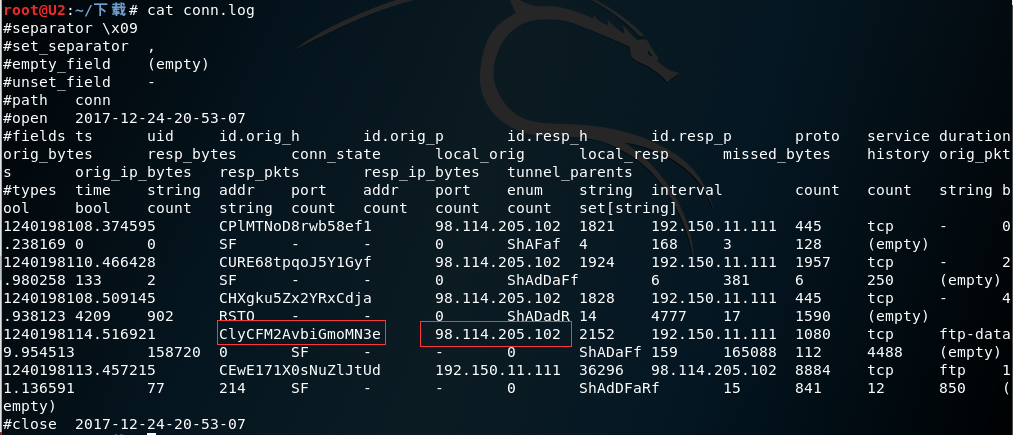 root@U2:~/下载# cat conn.log
#separator \x09
#set_separator  ,
#empty_field    (empty)
#unset_field    -
#path   conn
#open   2017-12-24-20-53-07
#fields ts      uid     id.orig_h       id.orig_p       id.resp_h       id.resp_p       proto   service duration
orig_bytes      resp_bytes      conn_state      local_orig      local_resp      missed_bytes    history orig_pkt
s       orig_ip_bytes   resp_pkts       resp_ip_bytes   tunnel_parents
#types  time    string  addr    port    addr    port    enum    string  interval        count   count   string b
ool     bool    count   string  count   count   count   count   set[string]
1240198108.374595       CPlMTNoD8rwb58ef1       98.114.205.102  1821    192.150.11.111  445     tcp     -       0
.238169 0       0       SF      -       -       0       ShAFaf  4       168     3       128     (empty)
1240198110.466428       CURE68tpqoJ5Y1Gyf       98.114.205.102  1924    192.150.11.111  1957    tcp     -       2
.980258 133     2       SF      -       -       0       ShAdDaFf        6       381     6       250     (empty)
1240198108.509145       CHXgku5Zx2YRxCdja       98.114.205.102  1828    192.150.11.111  445     tcp     -       4
.938123 4209    902     RSTO    -       -       0       ShADadR 14      4777    17      1590    (empty)
1240198114.516921       ClyCFM2AvbiGmoMN3e      98.114.205.102  2152    192.150.11.111  1080    tcp     ftp-data
9.954513        158720  0       SF      -       -       0       ShADaFf 159     165088  112     4488    (empty)
1240198113.457215       CEwE171X0sNuZlJtUd      192.150.11.111  36296   98.114.205.102  8884    tcp     ftp     1
1.136591        77      214     SF      -       -       0       ShAdDFaRf       15      841     12      850     (
empty)
#close  2017-12-24-20-53-07